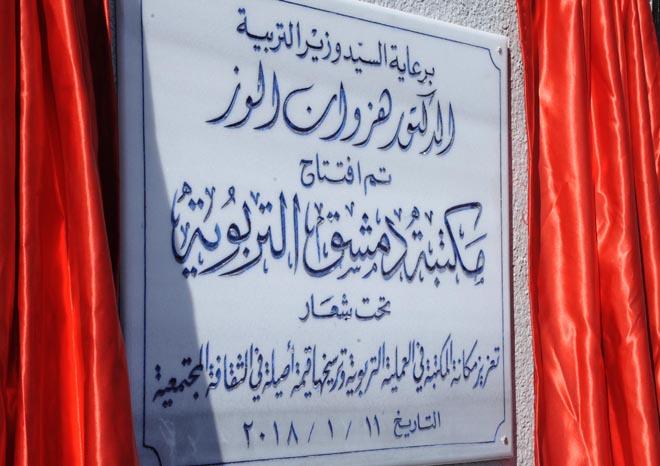 برعاية السيد وزير التربية
الدكتور هزوان الوز
تم افتتاح
مكتبة دمشق التربوية
تحت شعار
تعزيز مكانة المكتبة في العملية التربوية وترسيخها قيمة أصيلة في الثقافة المجتمعية
التاريخ ١١ / ١ / ٢٠١٨